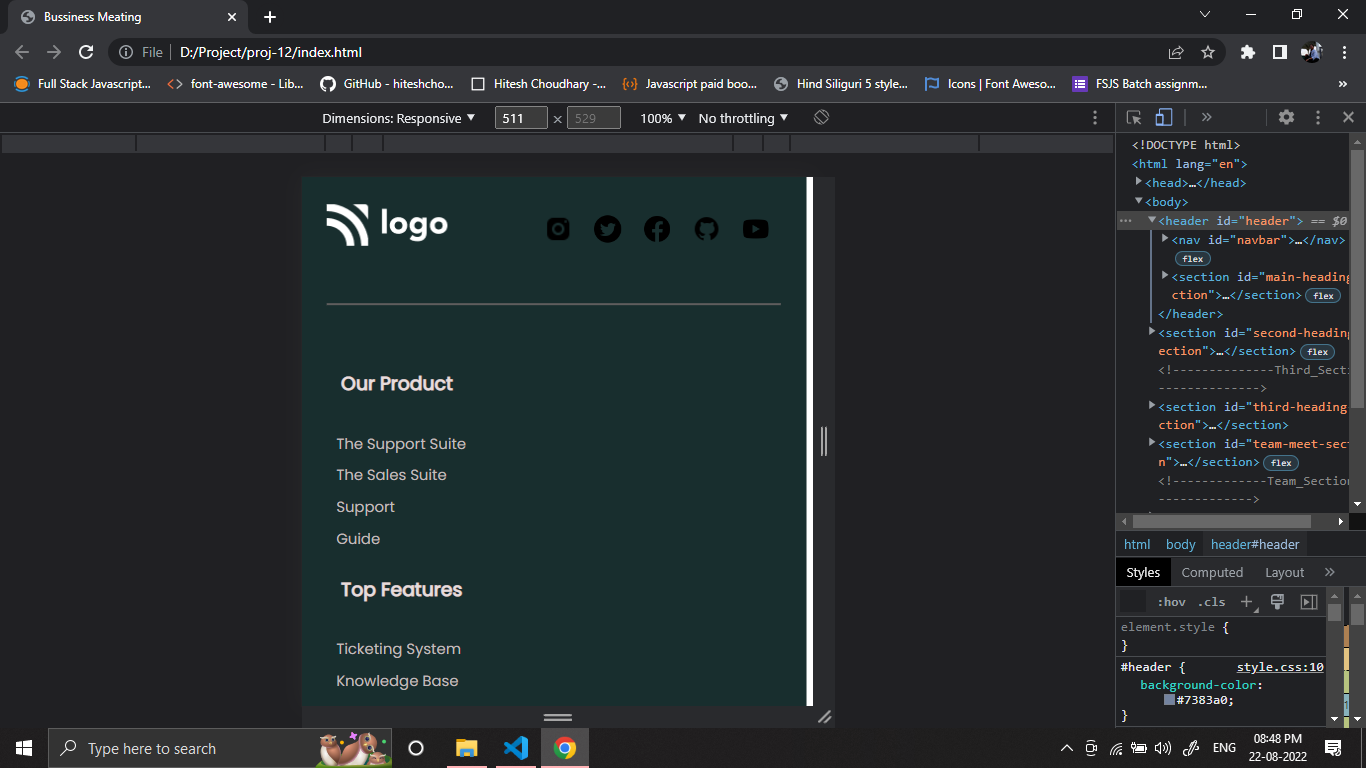 Bussiness Meating
File D:/Project/proj-12/index.html
Full Stack Javascript... font-awesome - Lib... GitHub - hiteshcho... Hitesh Choudhary -... Javascript paid boo... Hind Siliguri 5 style... Icons | Font Aweso... FSJS Batch assignm... »
Dimensions: Responsive ▼ 511 × 529 100% ▼ No throttling ▼
logo
Our Product
The Support Suite
The Sales Suite
Support
Guide
Top Features
Ticketing System
Knowledge Base
<!DOCTYPE html>
<html lang="en">
<head>…</head>
<body>
<header id="header"> == $0
<nav id="navbar">…</nav>
flex
<section id="main-heading
ction">…</section> flex
</header>
<section id="second-heading
ection">…</section> flex
<!--------------Third_Secti
-------------->
<section id="third-heading
ction">…</section>
<section id="team-meet-sec
n">…</section> flex
<!-------------Team_Section
------------->
html body header#header
Styles Computed Layout »
:hov .cls +
element.style {
}
#header { style.css:10
background-color:
#7383a0;
}
Type here to search
ENG
08:48 PM
22-08-2022